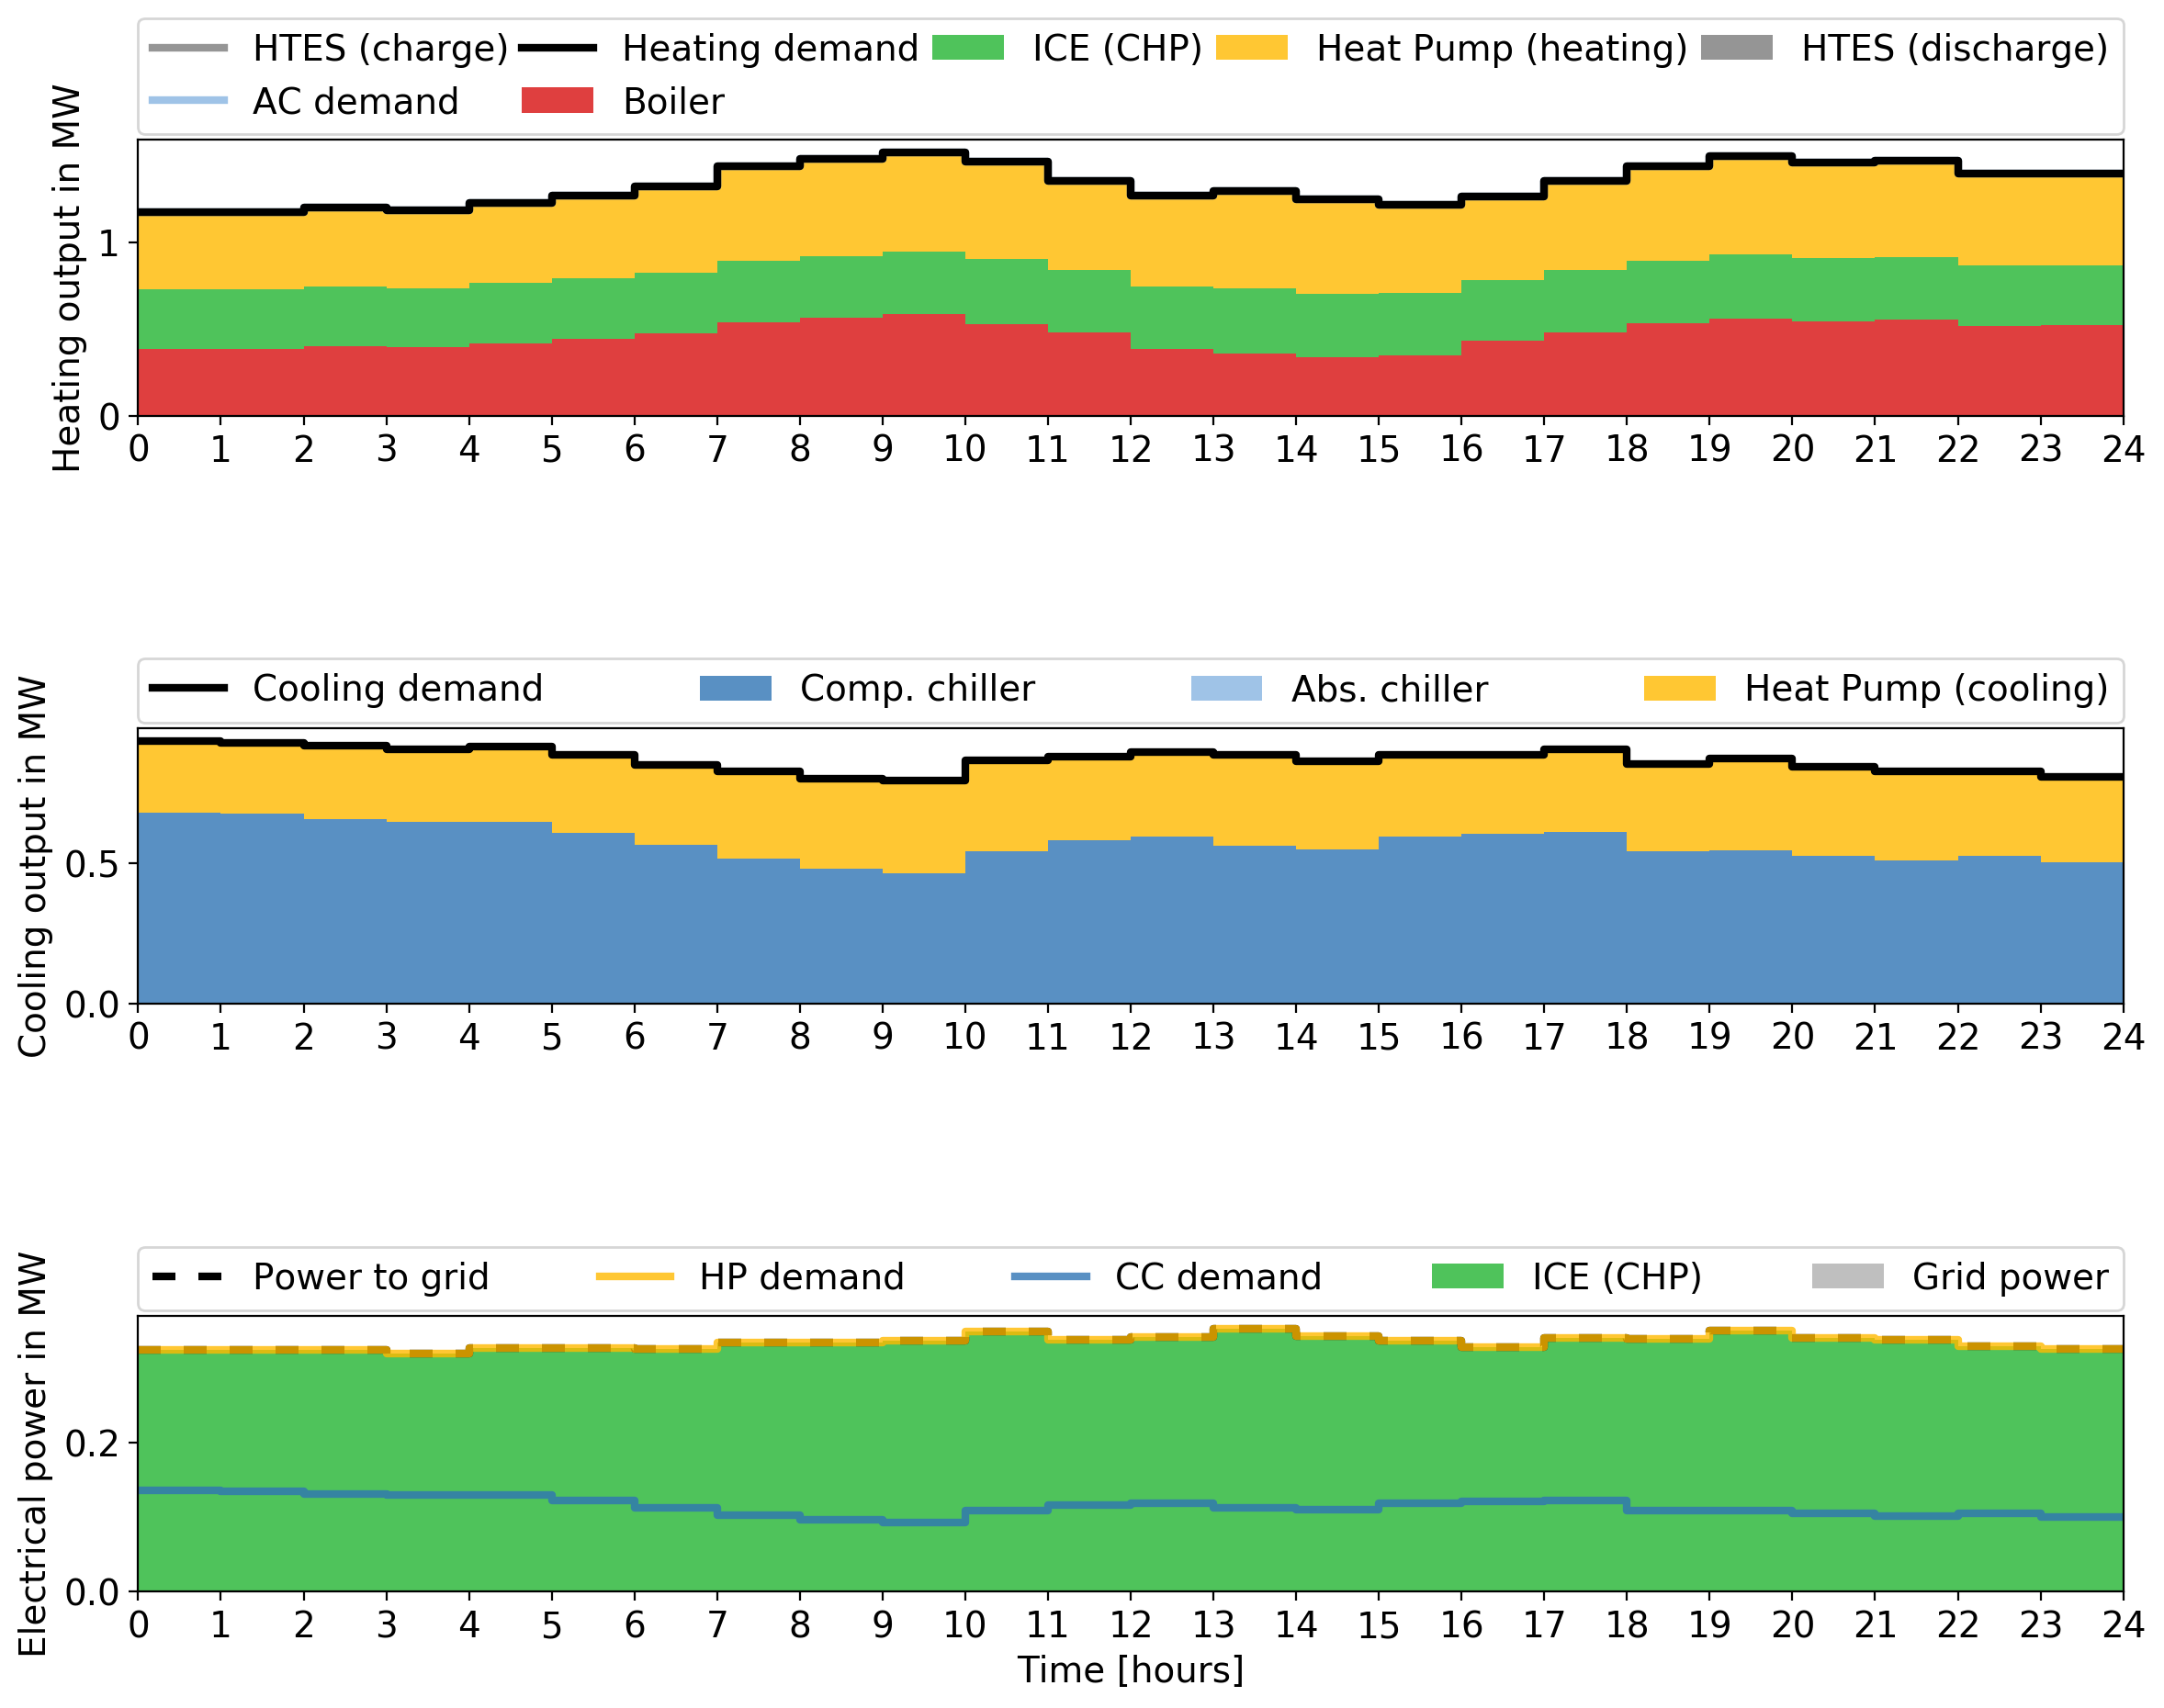 HTES (charge) Heating demand ICE (CHP) Heat Pump (heating) HTES (discharge)
AC demand Boiler
Heating output in MW
1
0
0 1 2 3 4 5 6 7 8 9 10 11 12 13 14 15 16 17 18 19 20 21 22 23 24
Cooling demand Comp. chiller Abs. chiller Heat Pump (cooling)
Cooling output in MW
0.5
0.0
0 1 2 3 4 5 6 7 8 9 10 11 12 13 14 15 16 17 18 19 20 21 22 23 24
Power to grid HP demand CC demand ICE (CHP) Grid power
Electrical power in MW
0.2
0.0
0 1 2 3 4 5 6 7 8 9 10 11 12 13 14 15 16 17 18 19 20 21 22 23 24
Time [hours]